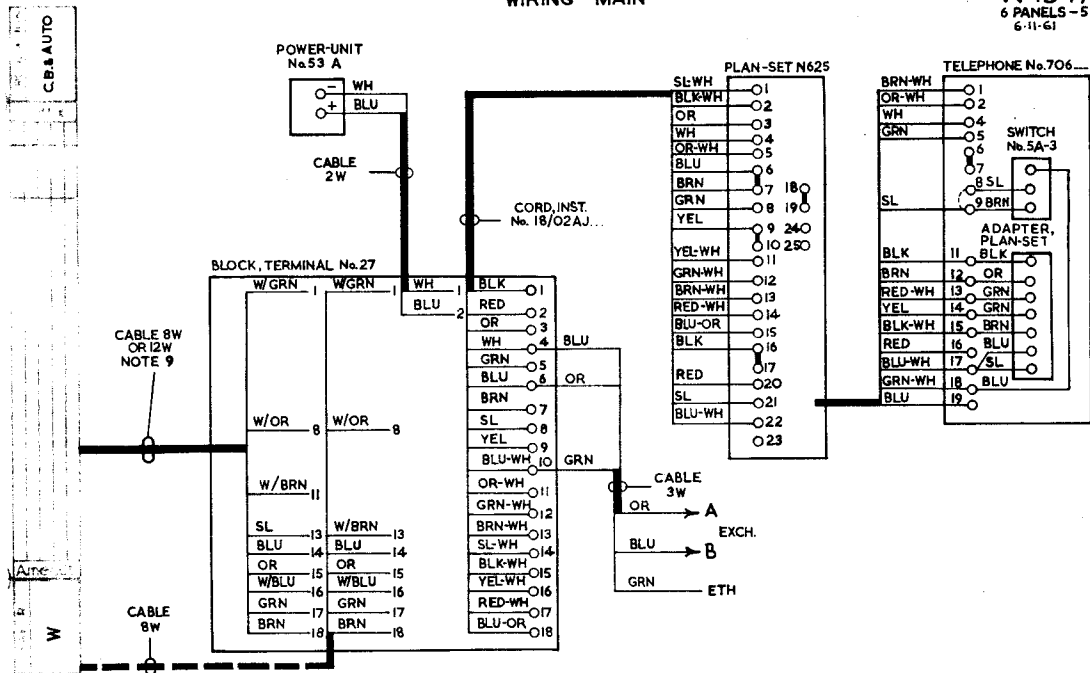 WIRING MAIN
6 PANELS-5
6-11-61
C.B.& AUTO
W
POWER-UNIT
No.53 A
− WH
+ BLU
CABLE
2W
CORD, INST.
No. 18/02AJ...
BLOCK, TERMINAL No.27
CABLE 8W
OR 12W
NOTE 9
CABLE
8W
W/GRN 1
W/OR 8
W/BRN 11
SL 13
BLU 14
OR 15
W/BLU 16
GRN 17
BRN 18
W/GRN 1
W/OR 8
W/BRN 13
BLU 14
OR 15
W/BLU 16
GRN 17
BRN 18
WH 1
BLU 2
BLK 1
RED 2
OR 3
WH 4 BLU
GRN 5
BLU 6 OR
BRN 7
SL 8
YEL 9
BLU-WH 10 GRN
OR-WH 11
GRN-WH 12
BRN-WH 13
SL-WH 14
BLK-WH 15
YEL-WH 16
RED-WH 17
BLU-OR 18
CABLE
3W
OR A
EXCH.
BLU B
GRN ETH
PLAN-SET N625
SL-WH 1
BLK-WH 2
OR 3
WH 4
OR-WH 5
BLU 6
BRN 7 18
GRN 8 19
YEL 9 24
10 25
YEL-WH 11
GRN-WH 12
BRN-WH 13
RED-WH 14
BLU-OR 15
BLK 16
17
RED 20
SL 21
BLU-WH 22
23
TELEPHONE No.706
BRN-WH 1
OR-WH 2
WH 4
GRN 5
6
7
SWITCH
No.5A-3
8 SL
SL 9 BRN
ADAPTER,
PLAN-SET
BLK 11 BLK
BRN 12 OR
RED-WH 13 GRN
YEL 14 GRN
BLK-WH 15 BRN
RED 16 BLU
BLU-WH 17 SL
GRN-WH 18 BLU
BLU 19